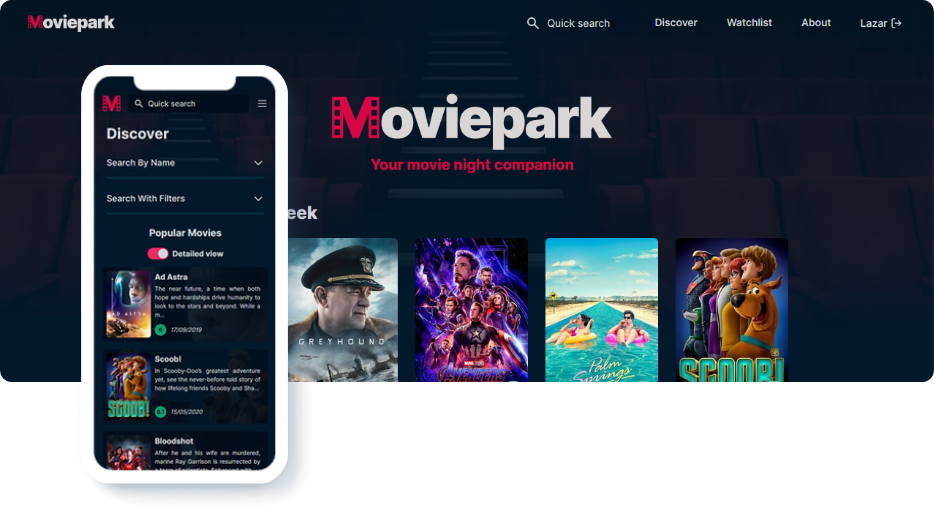 Moviepark
Quick search
Discover
Watchlist
About
Lazar
Moviepark
Your movie night companion
eek
GREYHOUND
AVENGERS
Palm
Springs
SCOOB!
M
Quick search
Discover
Search By Name
Search With Filters
Popular Movies
Detailed view
AD ASTRA
Ad Astra
The near future, a time when both
hope and hardships drive humanity to
look to the stars and beyond. While a
m...
6
17/09/2019
SCOOB!
Scoob!
In Scooby-Doo's greatest adventure
yet, see the never-before told story of
how lifelong friends Scooby and Sha...
8.1
15/05/2020
Bloodshot
After he and his wife are murdered,
marine Ray Garrison is resurrected by